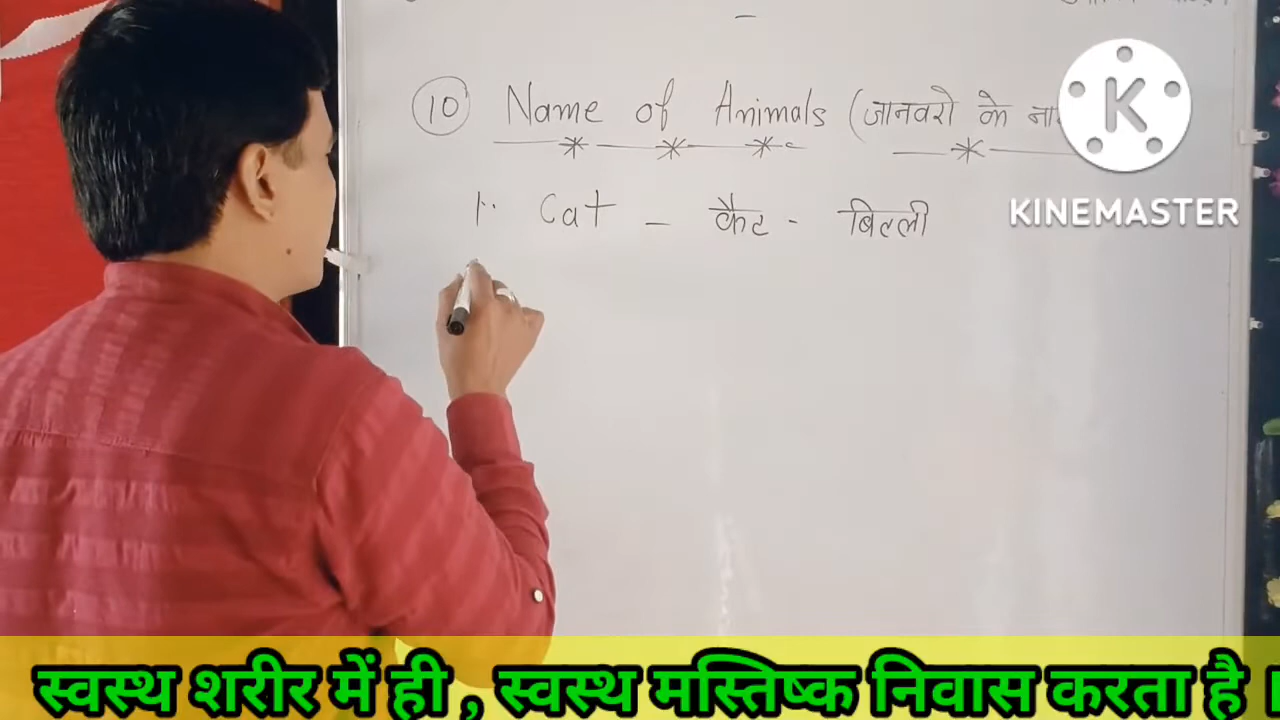 10 Name of Animals (जानवरो के
1. Cat - कैट - बिल्ली
KINEMASTER
स्वस्थ शरीर में ही , स्वस्थ मस्तिष्क निवास करता है ।